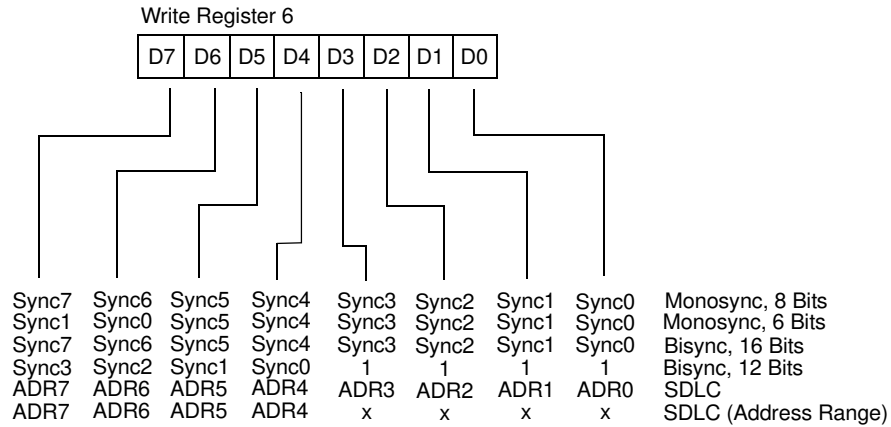 Write Register 6
D7 D6 D5 D4 D3 D2 D1 D0
Sync7 Sync6 Sync5 Sync4 Sync3 Sync2 Sync1 Sync0 Monosync, 8 Bits
Sync1 Sync0 Sync5 Sync4 Sync3 Sync2 Sync1 Sync0 Monosync, 6 Bits
Sync7 Sync6 Sync5 Sync4 Sync3 Sync2 Sync1 Sync0 Bisync, 16 Bits
Sync3 Sync2 Sync1 Sync0 1 1 1 1 Bisync, 12 Bits
ADR7 ADR6 ADR5 ADR4 ADR3 ADR2 ADR1 ADR0 SDLC
ADR7 ADR6 ADR5 ADR4 x x x x SDLC (Address Range)